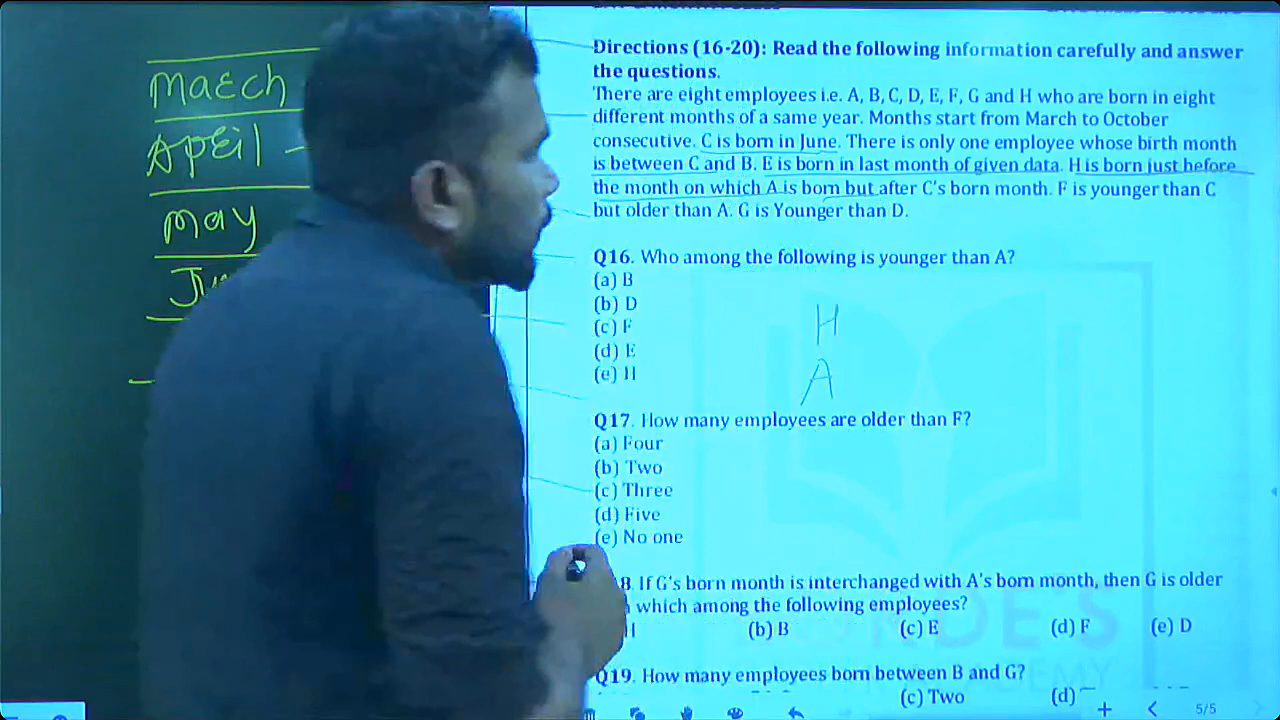 Maech
Apeil -
may
Directions (16-20): Read the following information carefully and answer
the questions.
There are eight employees i.e. A, B, C, D, E, F, G and H who are born in eight
different months of a same year. Months start from March to October
consecutive. C is born in June. There is only one employee whose birth month
is between C and B. E is born in last month of given data. H is born just before
the month on which A is born but after C's born month. F is younger than C
but older than A. G is Younger than D.
Q16. Who among the following is younger than A?
(a) B
(b) D
(c) F
(d) E
(e) H
H
A
Q17. How many employees are older than F?
(a) Four
(b) Two
(c) Three
(d) Five
(e) No one
8. If G's born month is interchanged with A's born month, then G is older
which among the following employees?
H (b) B (c) E (d) F (e) D
Q19. How many employees born between B and G?
(c) Two (d)
5/5